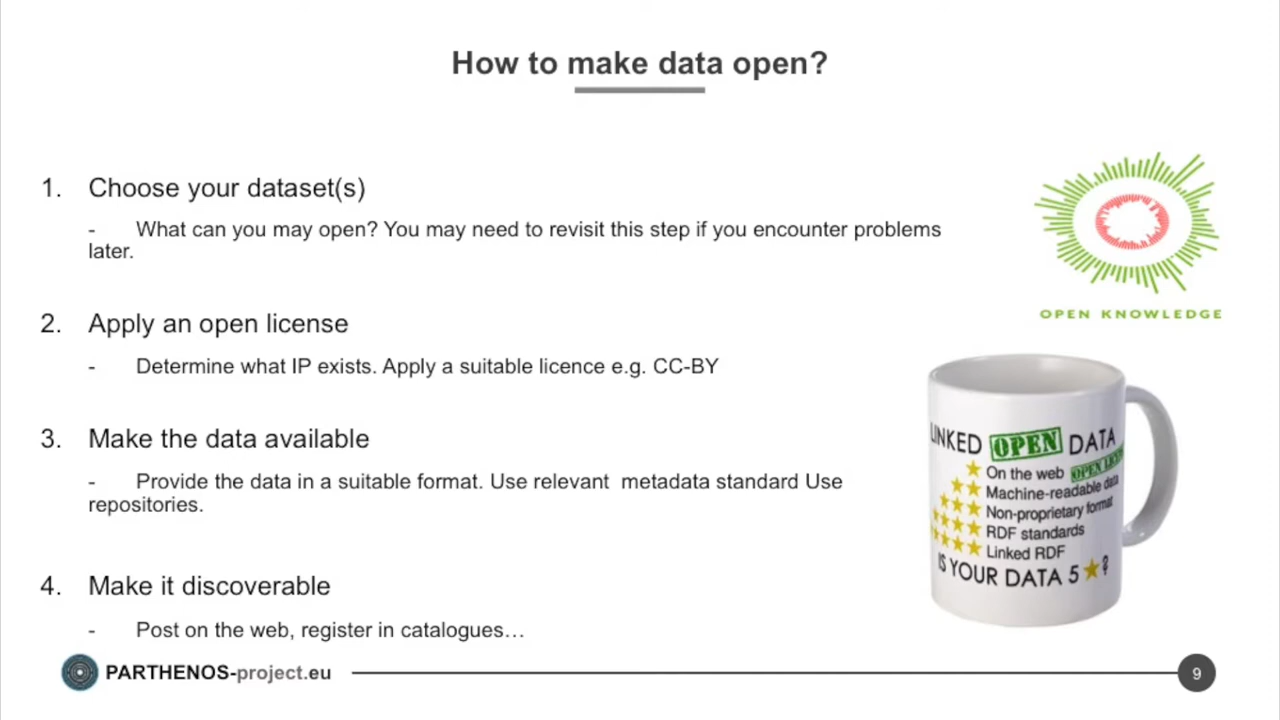 How to make data open?
1. Choose your dataset(s)
- What can you may open? You may need to revisit this step if you encounter problems
later.
2. Apply an open license
- Determine what IP exists. Apply a suitable licence e.g. CC-BY
3. Make the data available
- Provide the data in a suitable format. Use relevant  metadata standard Use
repositories.
4. Make it discoverable
- Post on the web, register in catalogues…
OPEN KNOWLEDGE
LINKED OPEN DATA
On the web OPEN
Machine-readable data
Non-proprietary format
RDF standards
Linked RDF
IS YOUR DATA 5 ★?
PARTHENOS-project.eu
9